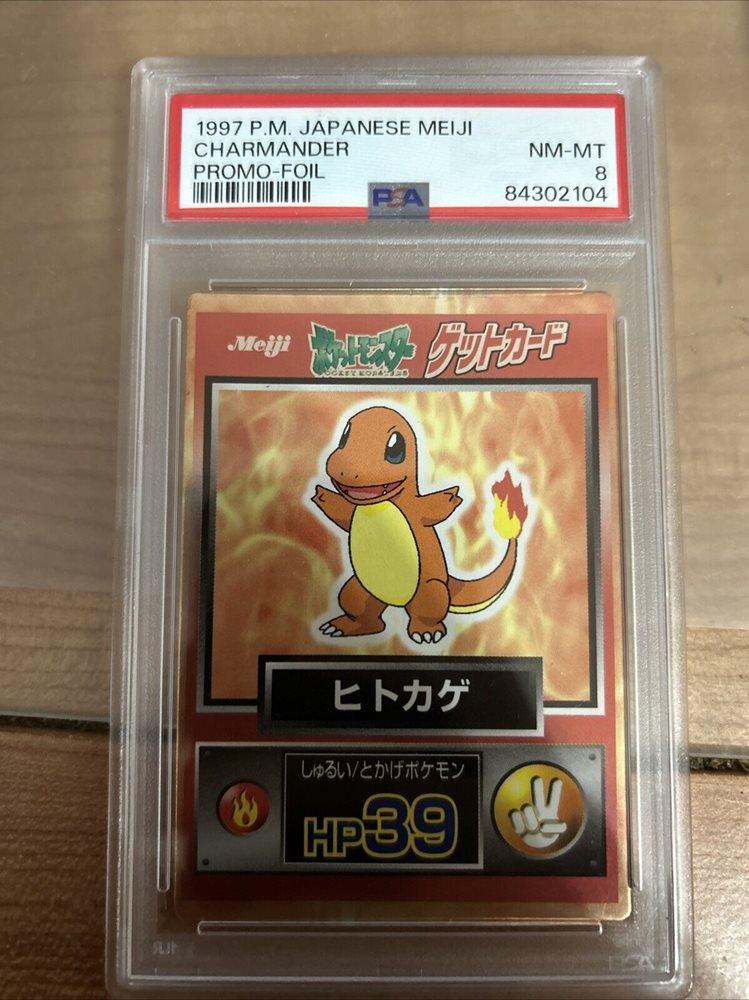 1997 P.M. JAPANESE MEIJI
CHARMANDER NM-MT
PROMO-FOIL 8
PSA 84302104
Meiji ポケットモンスター ゲットカード
POCKET MONSTERS
ヒトカゲ
しゅるい/とかげポケモン
HP39